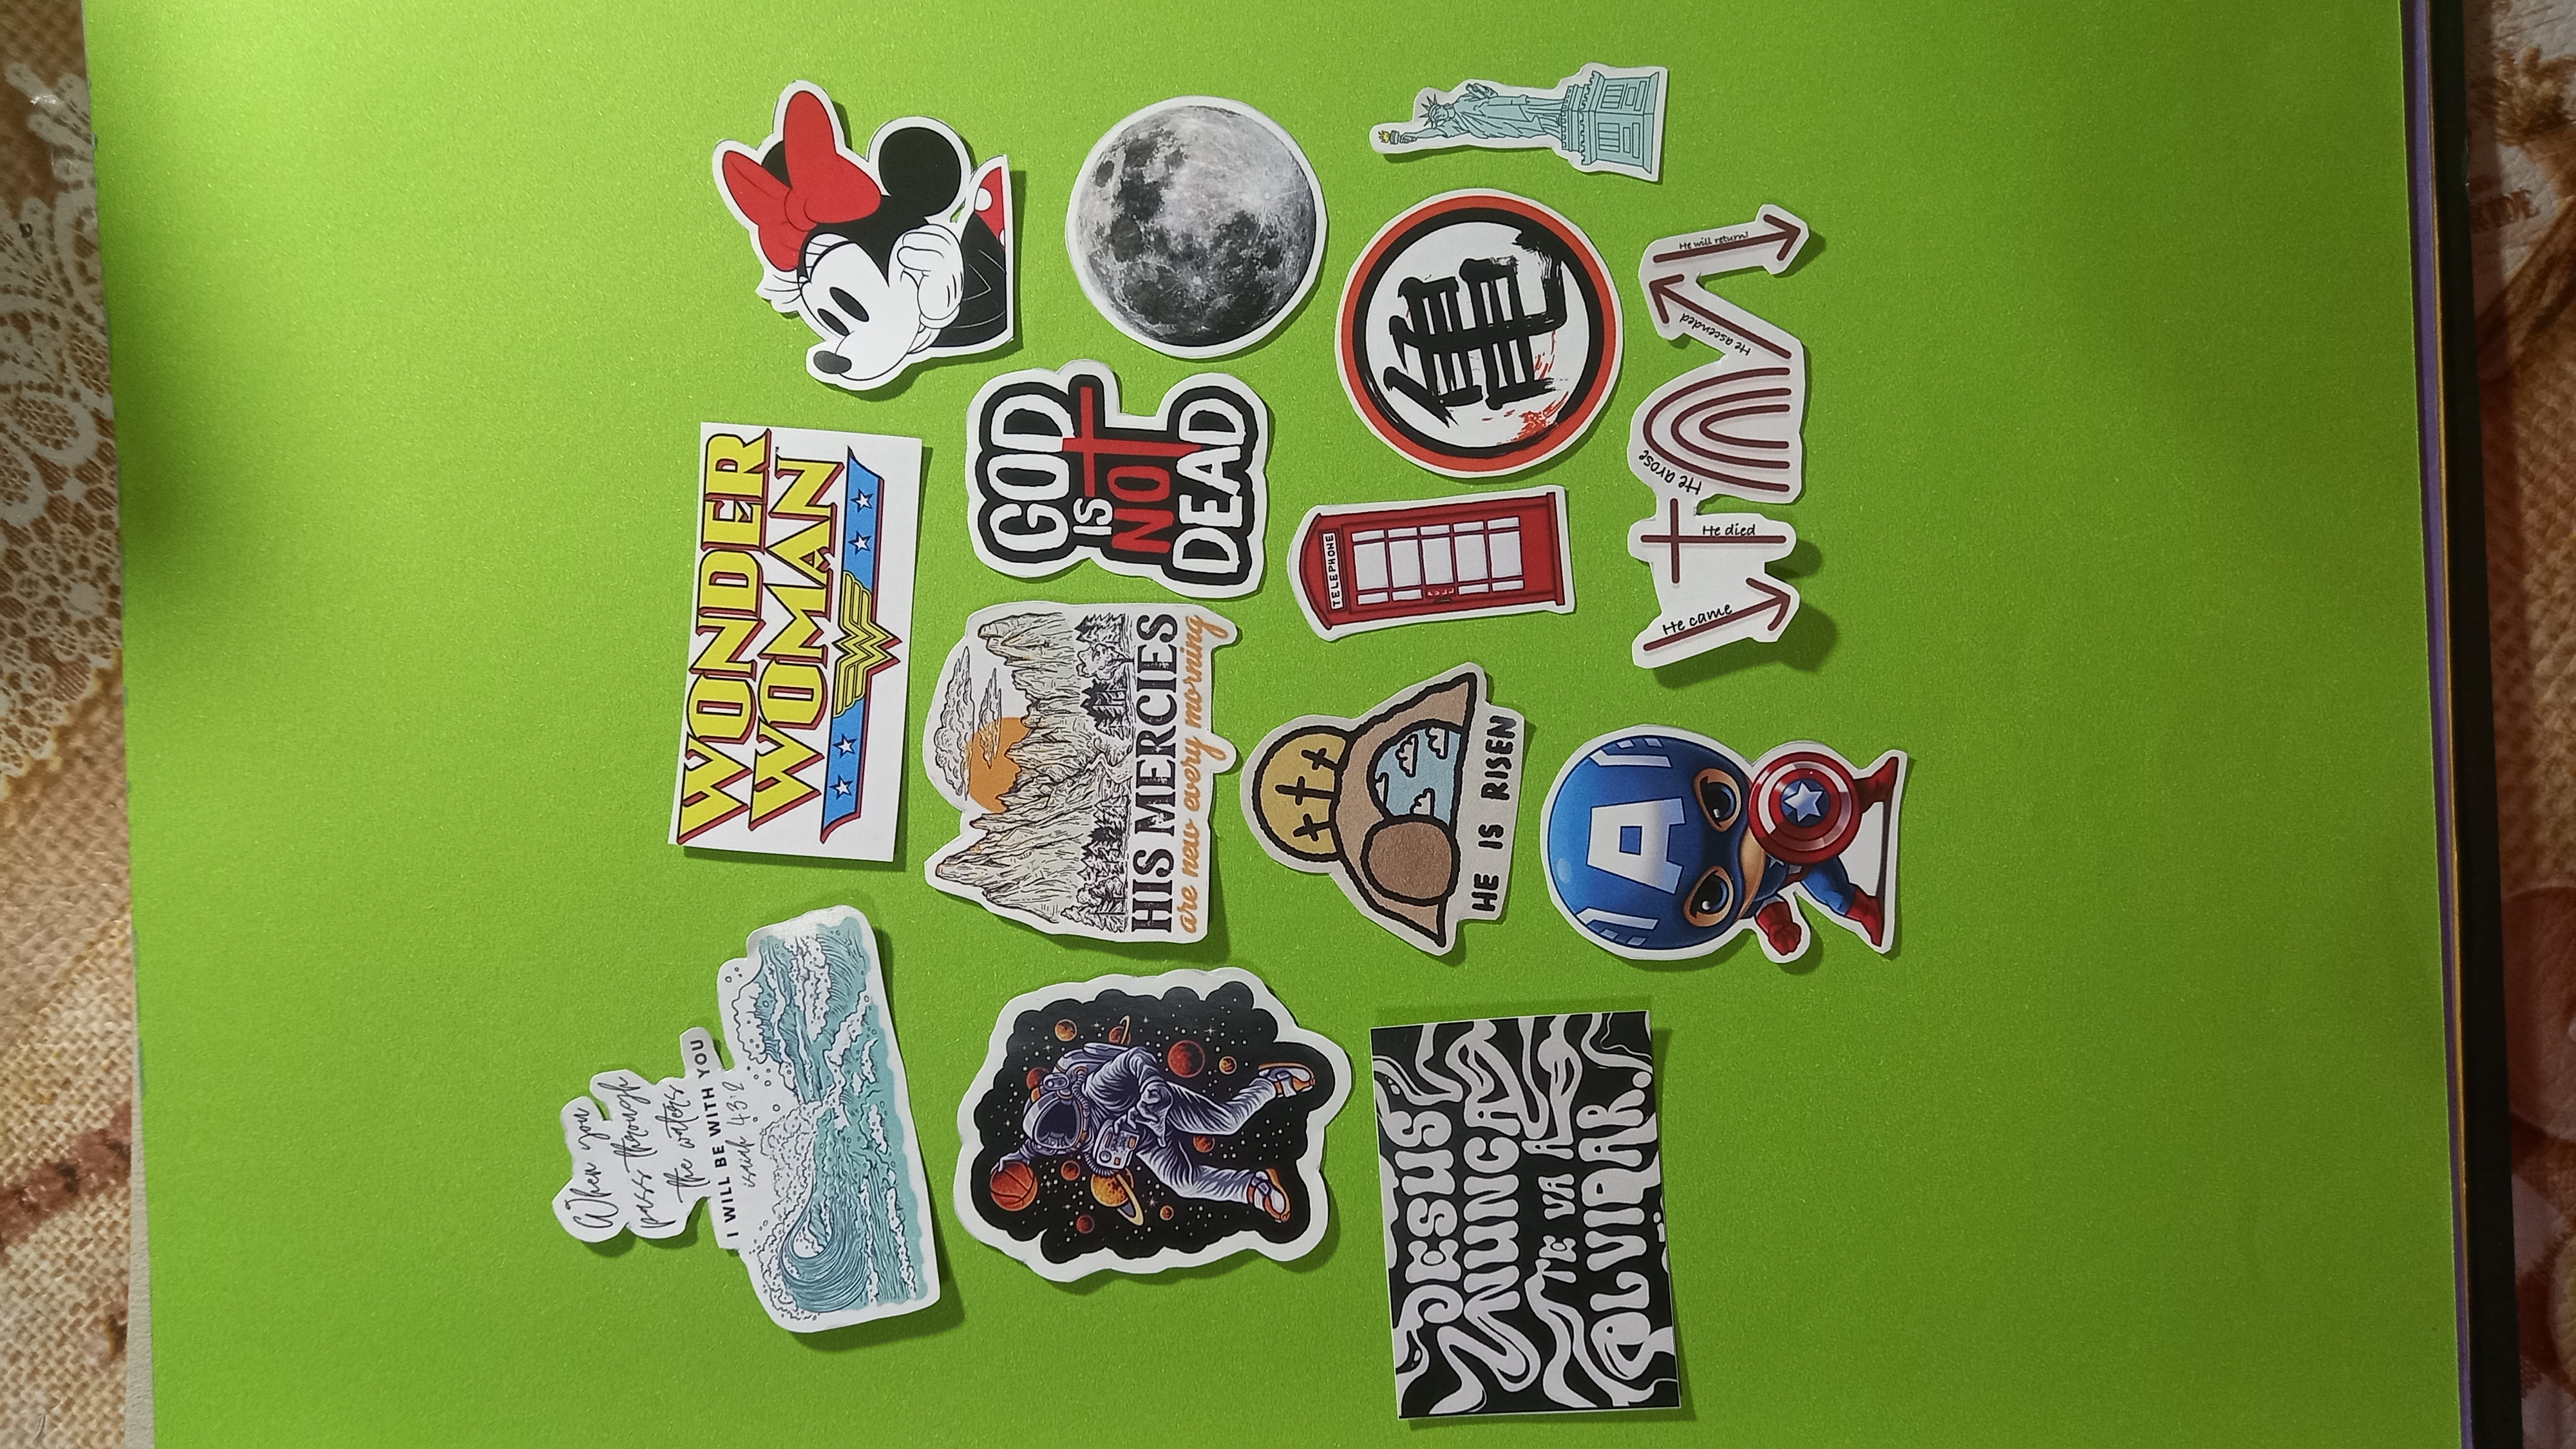 When you
pass through
the waters
I WILL BE WITH YOU
isaiah 43:2
WONDER
WOMAN™
W
HIS MERCIES
are new every morning
GOD
IS
NOT
DEAD
TELEPHONE
PULL
JESUS
NUNCA
TE VA A
OLVIDAR.
HE IS RISEN
亀
A
He came
He died
He arose
He ascended
He will return!